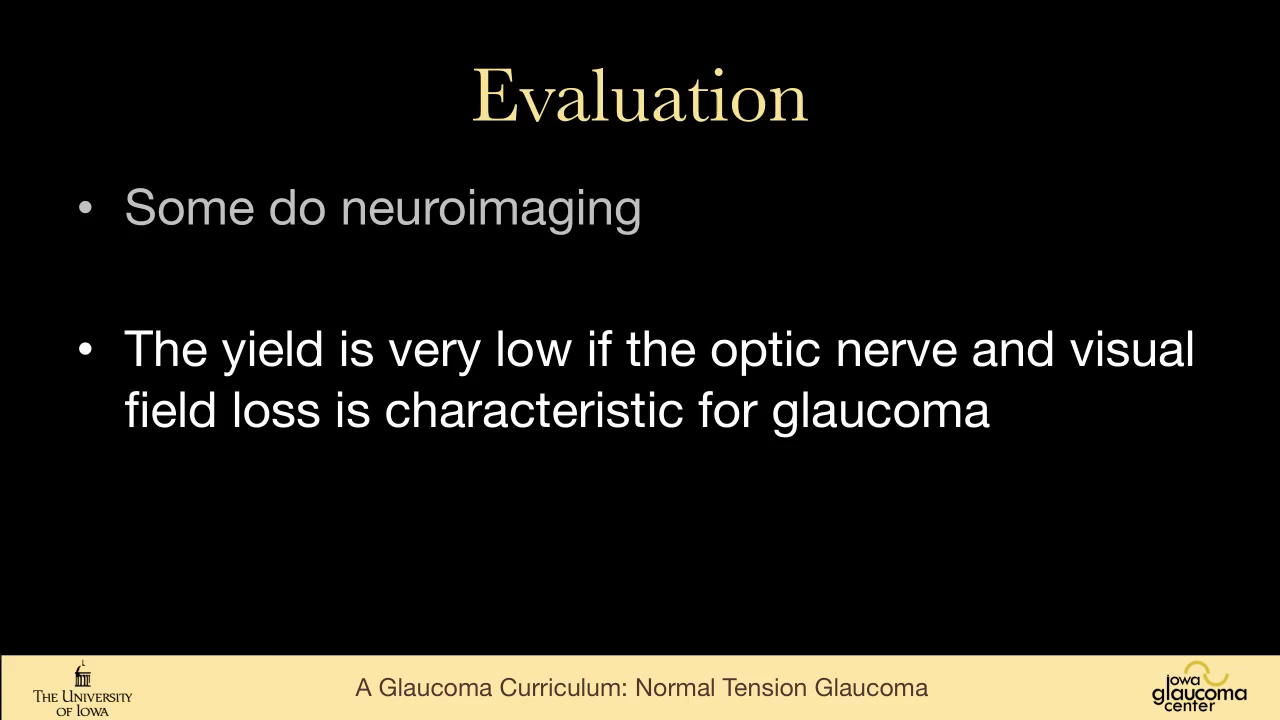 Evaluation
• Some do neuroimaging
• The yield is very low if the optic nerve and visual
field loss is characteristic for glaucoma
THE UNIVERSITY
OF IOWA
A Glaucoma Curriculum: Normal Tension Glaucoma
iowa
glaucoma
center